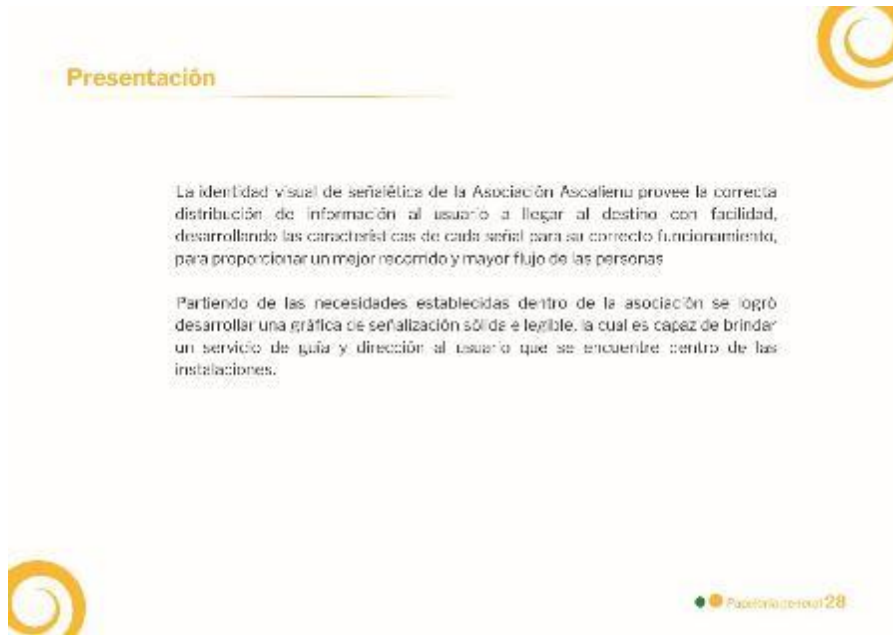 Presentación
La identidad visual de señalética de la Asociación Ascalienu provee la correcta
distribución de información al usuario a llegar al destino con facilidad,
desarrollando las características de cada señal para su correcto funcionamiento,
para proporcionar un mejor recorrido y mayor flujo de las personas
Partiendo de las necesidades establecidas dentro de la asociación se logró
desarrollar una gráfica de señalización sólida e legible, la cual es capaz de brindar
un servicio de guía y dirección al usuario que se encuentre dentro de las
instalaciones.
Papelería general 28